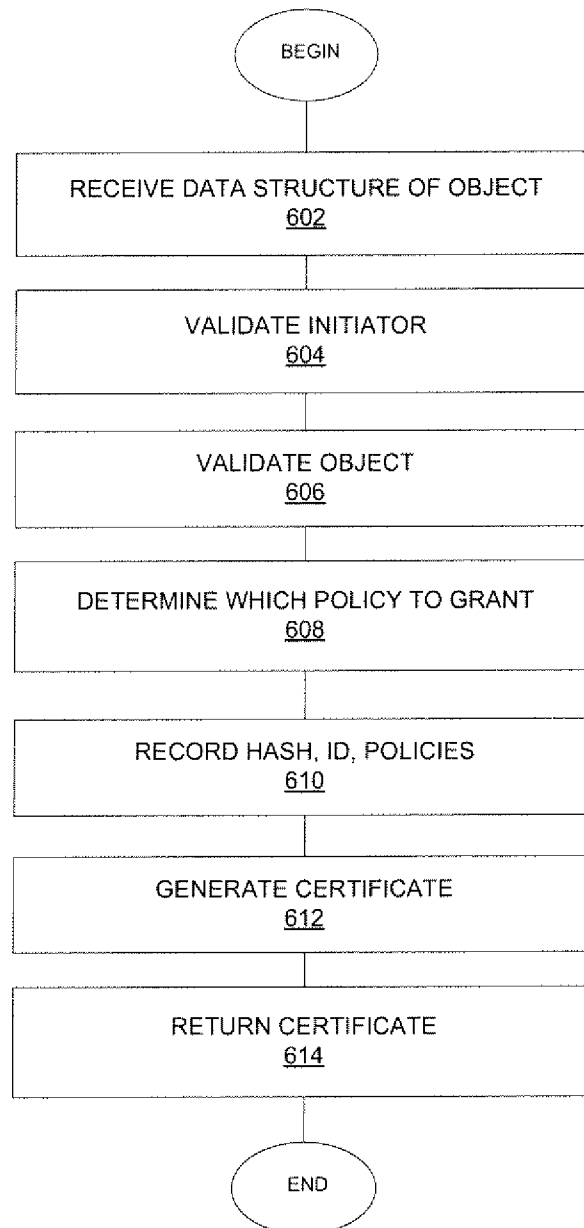 BEGIN
RECEIVE DATA STRUCTURE OF OBJECT
602
VALIDATE INITIATOR
604
VALIDATE OBJECT
606
DETERMINE WHICH POLICY TO GRANT
608
RECORD HASH, ID, POLICIES
610
GENERATE CERTIFICATE
612
RETURN CERTIFICATE
614
END